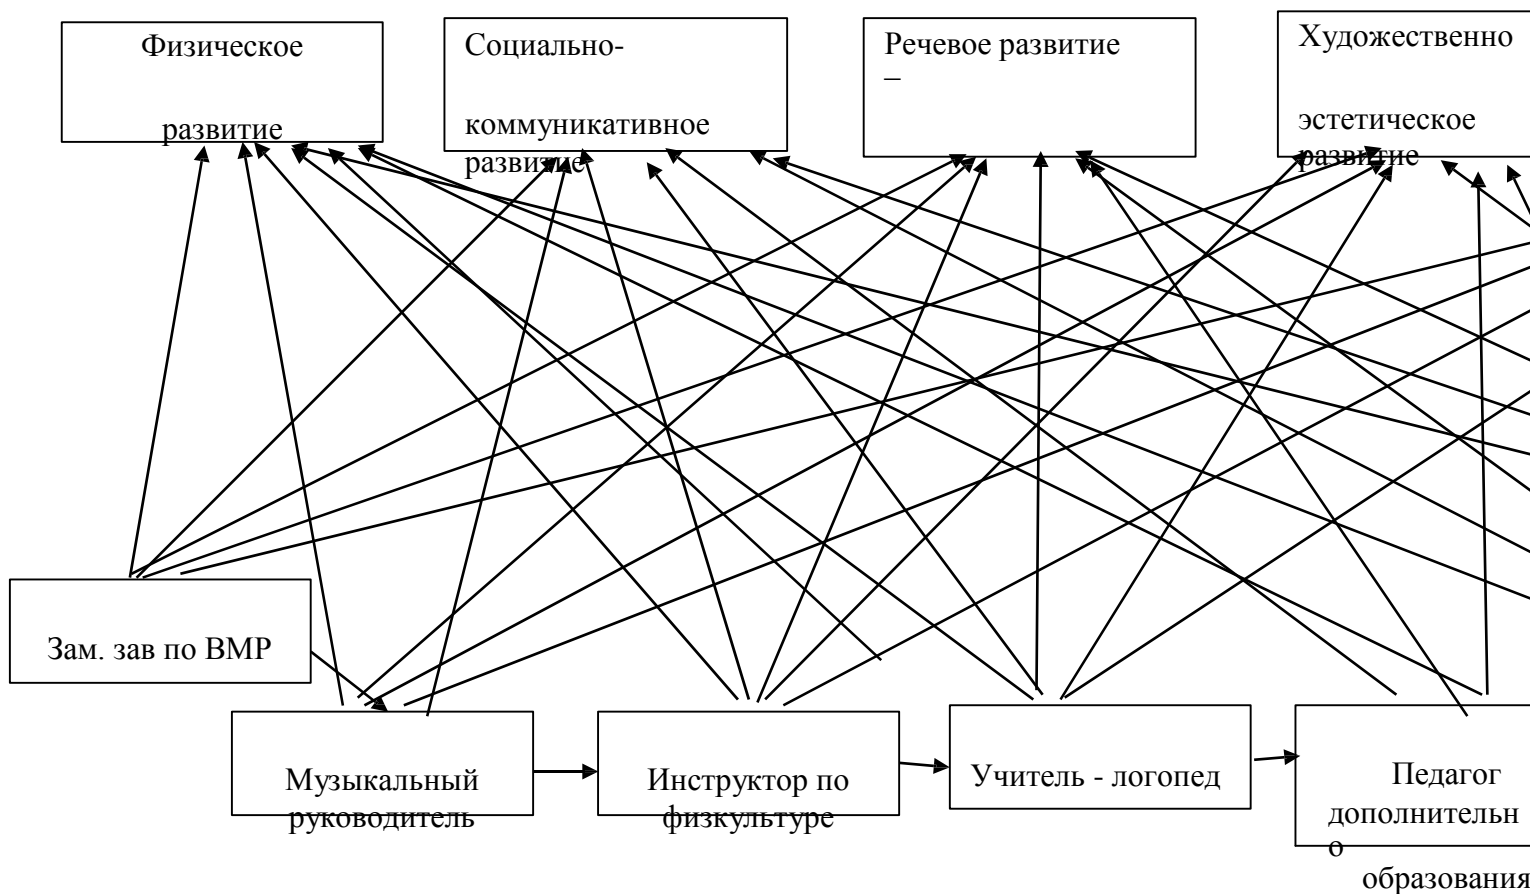 Физическое
развитие
Социально-
коммуникативное
развитие
Речевое развитие
–
Художественно
эстетическое
развитие
Зам. зав по ВМР
Музыкальный
руководитель
Инструктор по
физкультуре
Учитель - логопед
Педагог
дополнительн
о
образования